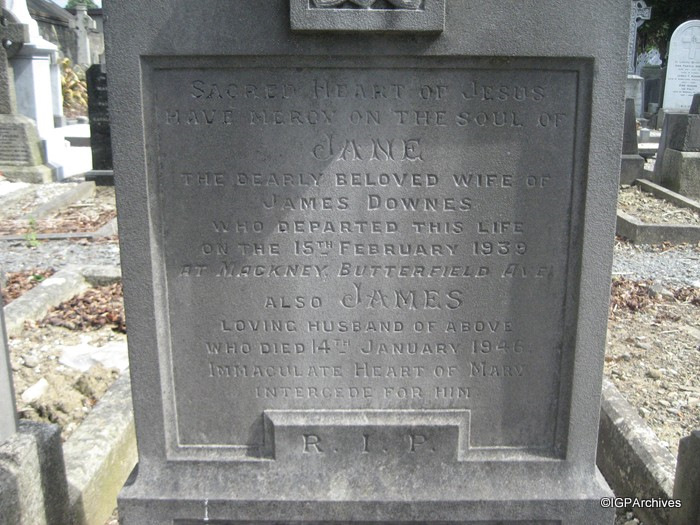 Sacred Heart of Jesus
Have mercy on the soul of
JANE
the dearly beloved wife of
James Downes
who departed this life
on the 15th February 1939
at Mackney, Butterfield Ave.
also JAMES
loving husband of above
who died 14th January 1946.
Immaculate Heart of Mary
intercede for him
R. I. P.
©IGPArchives